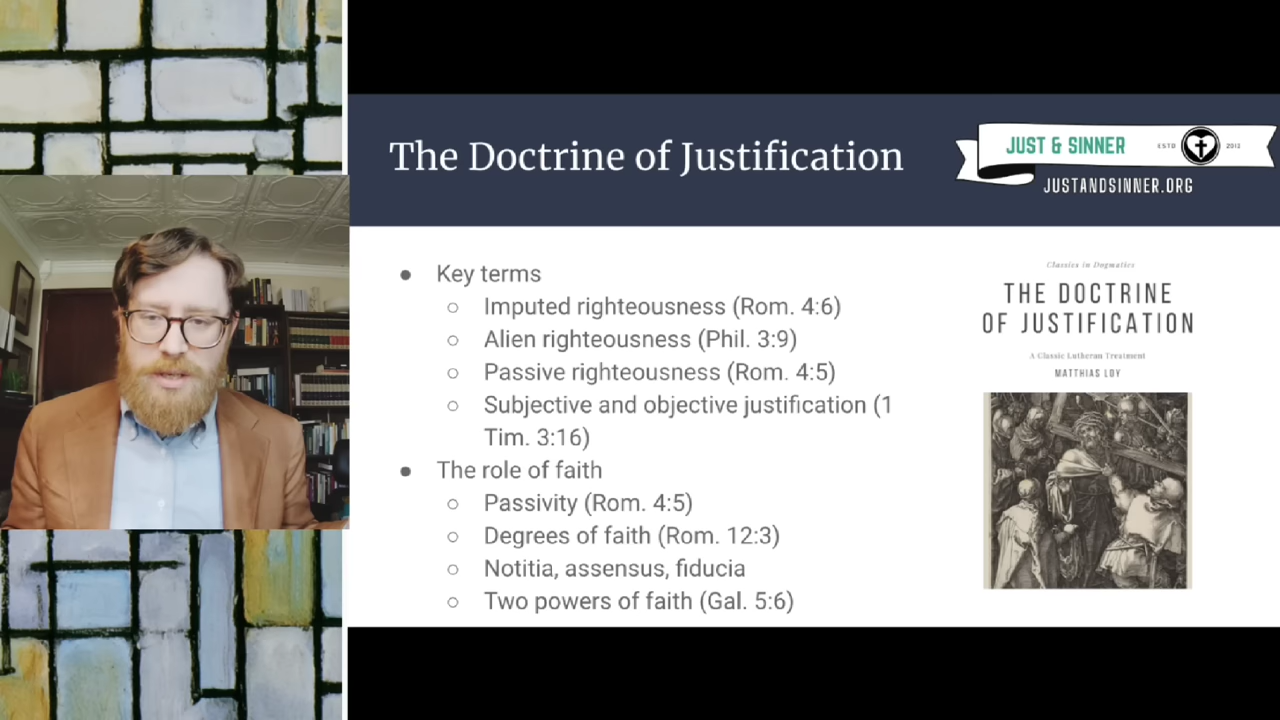 The Doctrine of Justification
JUST & SINNER
ESTD 2012
JUSTANDSINNER.ORG
● Key terms
○ Imputed righteousness (Rom. 4:6)
○ Alien righteousness (Phil. 3:9)
○ Passive righteousness (Rom. 4:5)
○ Subjective and objective justification (1
Tim. 3:16)
● The role of faith
○ Passivity (Rom. 4:5)
○ Degrees of faith (Rom. 12:3)
○ Notitia, assensus, fiducia
○ Two powers of faith (Gal. 5:6)
Classics in Dogmatics
THE DOCTRINE
OF JUSTIFICATION
A Classic Lutheran Treatment
MATTHIAS LOY